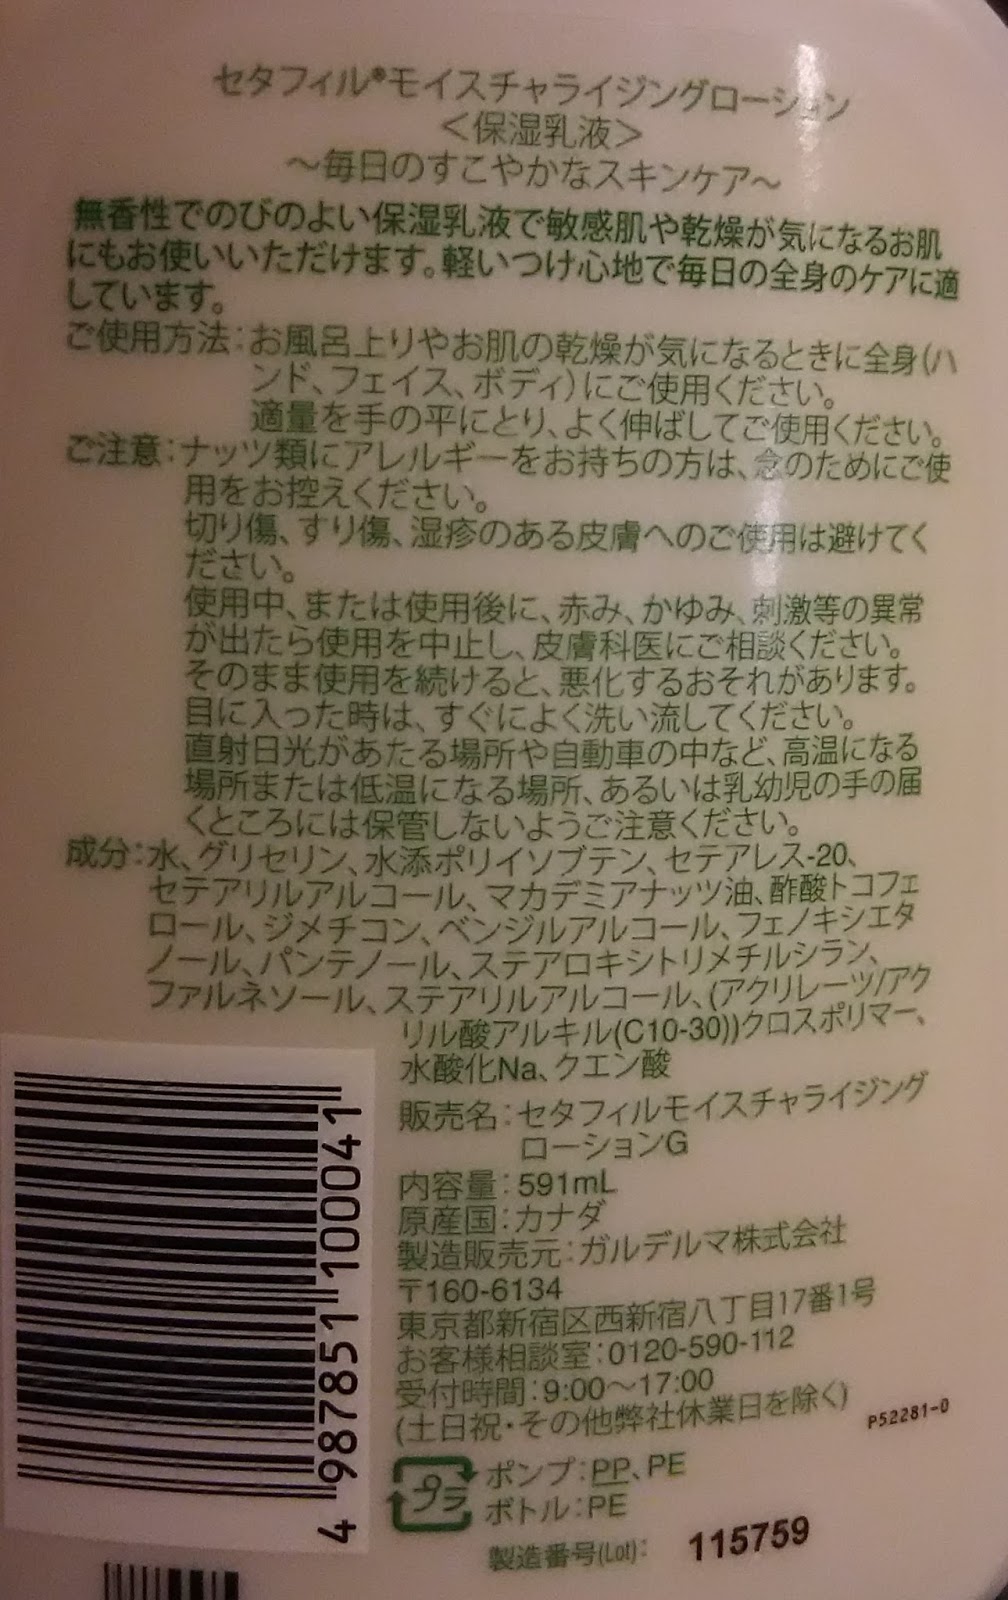 セタフィル®モイスチャライジングローション
＜保湿乳液＞
～毎日のすこやかなスキンケア～
無香性でのびのよい保湿乳液で敏感肌や乾燥が気になるお肌
にもお使いいただけます。軽いつけ心地で毎日の全身のケアに適
しています。
ご使用方法：お風呂上りやお肌の乾燥が気になるときに全身(ハ
ンド、フェイス、ボディ)にご使用ください。
適量を手の平にとり、よく伸ばしてご使用ください。
ご注意：ナッツ類にアレルギーをお持ちの方は、念のためにご使
用をお控えください。
切り傷、すり傷、湿疹のある皮膚へのご使用は避けてく
ださい。
使用中、または使用後に、赤み、かゆみ、刺激等の異常
が出たら使用を中止し、皮膚科医にご相談ください。
そのまま使用を続けると、悪化するおそれがあります。
目に入った時は、すぐによく洗い流してください。
直射日光があたる場所や自動車の中など、高温になる
場所または低温になる場所、あるいは乳幼児の手の届
くところには保管しないようご注意ください。
成分：水、グリセリン、水添ポリイソブテン、セテアレス-20、
セテアリルアルコール、マカデミアナッツ油、酢酸トコフェ
ロール、ジメチコン、ベンジルアルコール、フェノキシエタ
ノール、パンテノール、ステアロキシトリメチルシラン、
ファルネソール、ステアリルアルコール、(アクリレーツ/アク
リル酸アルキル(C10-30))クロスポリマー、
水酸化Na、クエン酸
販売名：セタフィルモイスチャライジング
ローションG
内容量：591mL
原産国：カナダ
製造販売元：ガルデルマ株式会社
〒160-6134
東京都新宿区西新宿八丁目17番1号
お客様相談室：0120-590-112
受付時間：9:00～17:00
(土日祝・その他弊社休業日を除く)
P52281-0
プラ
ポンプ：PP、PE
ボトル：PE
製造番号(Lot)： 115759
4 987851 100041